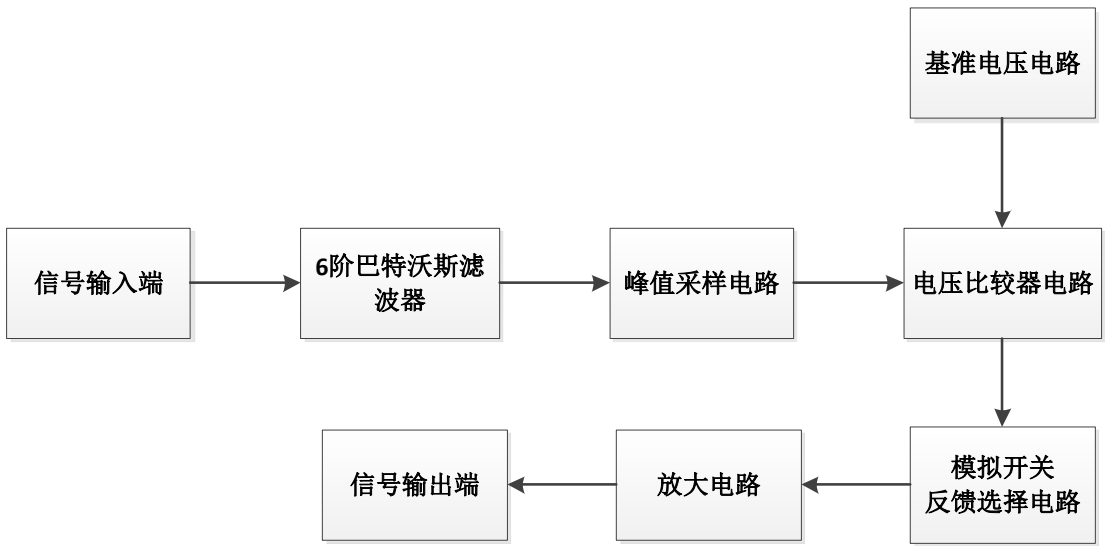 基准电压电路
信号输入端
6阶巴特沃斯滤
波器
峰值采样电路
电压比较器电路
信号输出端
放大电路
模拟开关
反馈选择电路